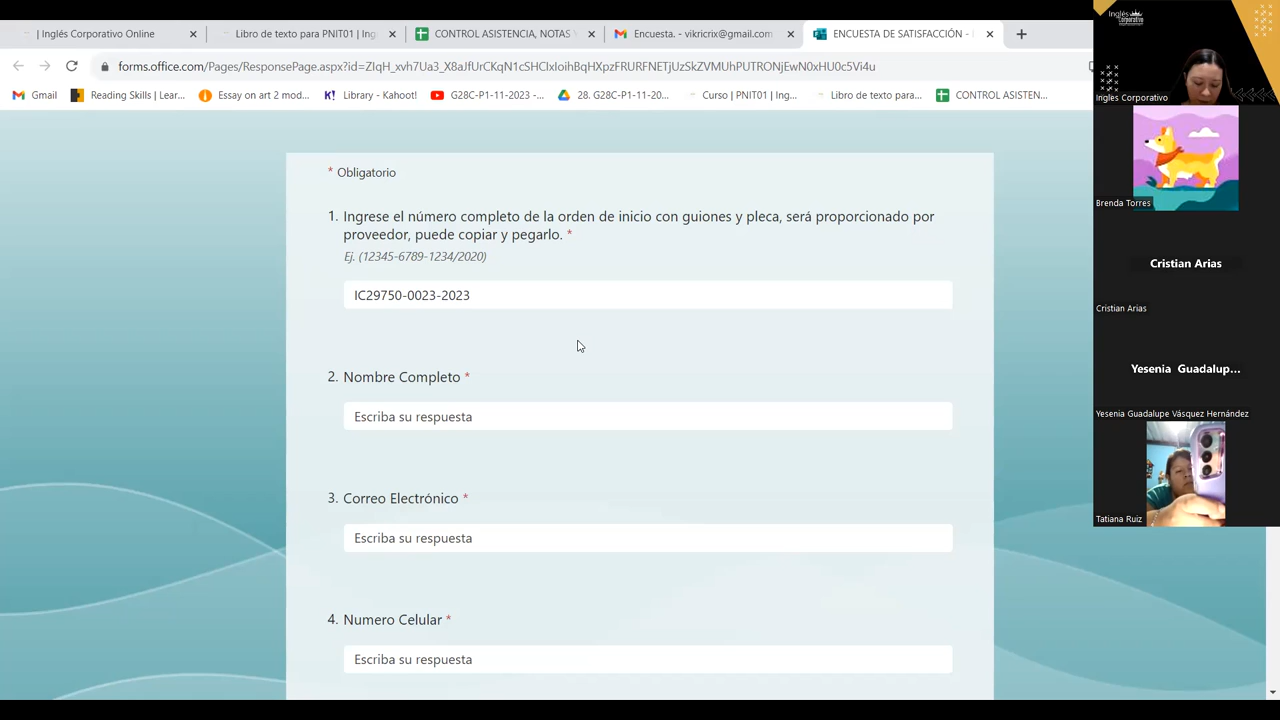 | Inglés Corporativo Online
Libro de texto para PNIT01 | Ing
CONTROL ASISTENCIA, NOTAS
Encuesta. - vikricrix@gmail.com
ENCUESTA DE SATISFACCIÓN -
forms.office.com/Pages/ResponsePage.aspx?id=ZIqH_xvh7Ua3_X8aJfUrCKnN1cSHCIxIoihBqHXpzFRURFNETjUzSkZVMUhPUTRONjEwN0xHU0c5Vi4u
Gmail
Reading Skills | Lear...
Essay on art 2 mod...
Library - Kah
G28C-P1-11-2023 -...
28. G28C-P1-11-20...
Curso | PNIT01 | Ing...
Libro de texto para...
CONTROL ASISTEN...
* Obligatorio
1. Ingrese el número completo de la orden de inicio con guiones y pleca, será proporcionado por
proveedor, puede copiar y pegarlo. *
Ej. (12345-6789-1234/2020)
IC29750-0023-2023
2. Nombre Completo *
Escriba su respuesta
3. Correo Electrónico *
Escriba su respuesta
4. Numero Celular *
Escriba su respuesta
Inglés
Corporativo
Ingles Corporativo
Brenda Torres
Cristian Arias
Cristian Arias
Yesenia Guadalup...
Yesenia Guadalupe Vásquez Hernández
Tatiana Ruiz